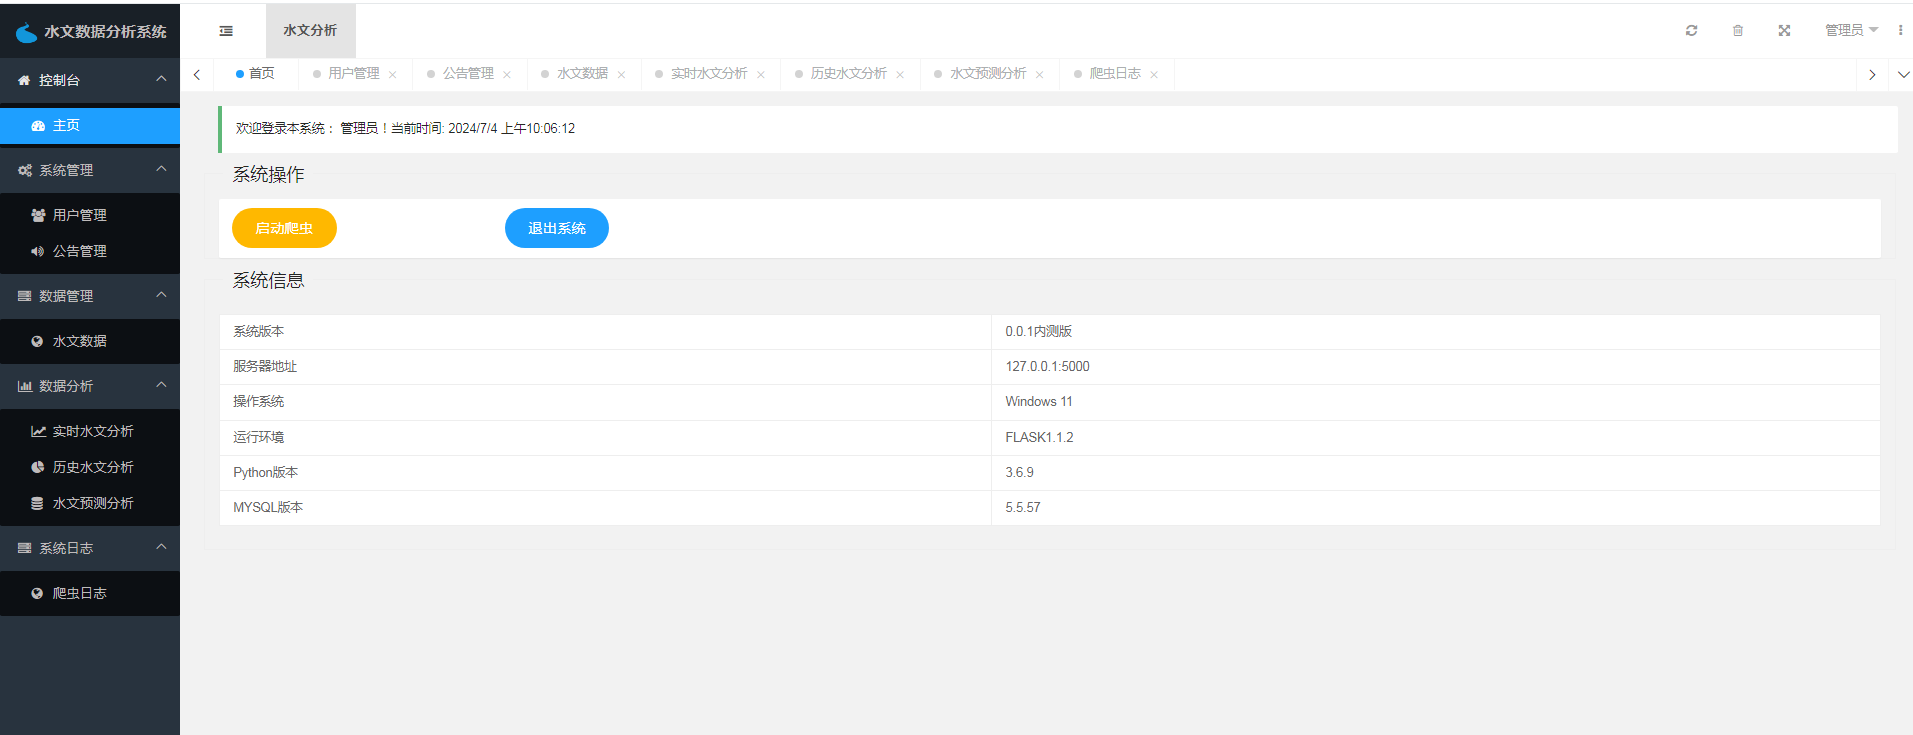 水文数据分析系统
水文分析
管理员
控制台
主页
系统管理
用户管理
公告管理
数据管理
水文数据
数据分析
实时水文分析
历史水文分析
水文预测分析
系统日志
爬虫日志
首页 用户管理 公告管理 水文数据 实时水文分析 历史水文分析 水文预测分析 爬虫日志
欢迎登录本系统： 管理员！当前时间: 2024/7/4 上午10:06:12
系统操作
启动爬虫 退出系统
系统信息
系统版本 0.0.1内测版
服务器地址 127.0.0.1:5000
操作系统 Windows 11
运行环境 FLASK1.1.2
Python版本 3.6.9
MYSQL版本 5.5.57